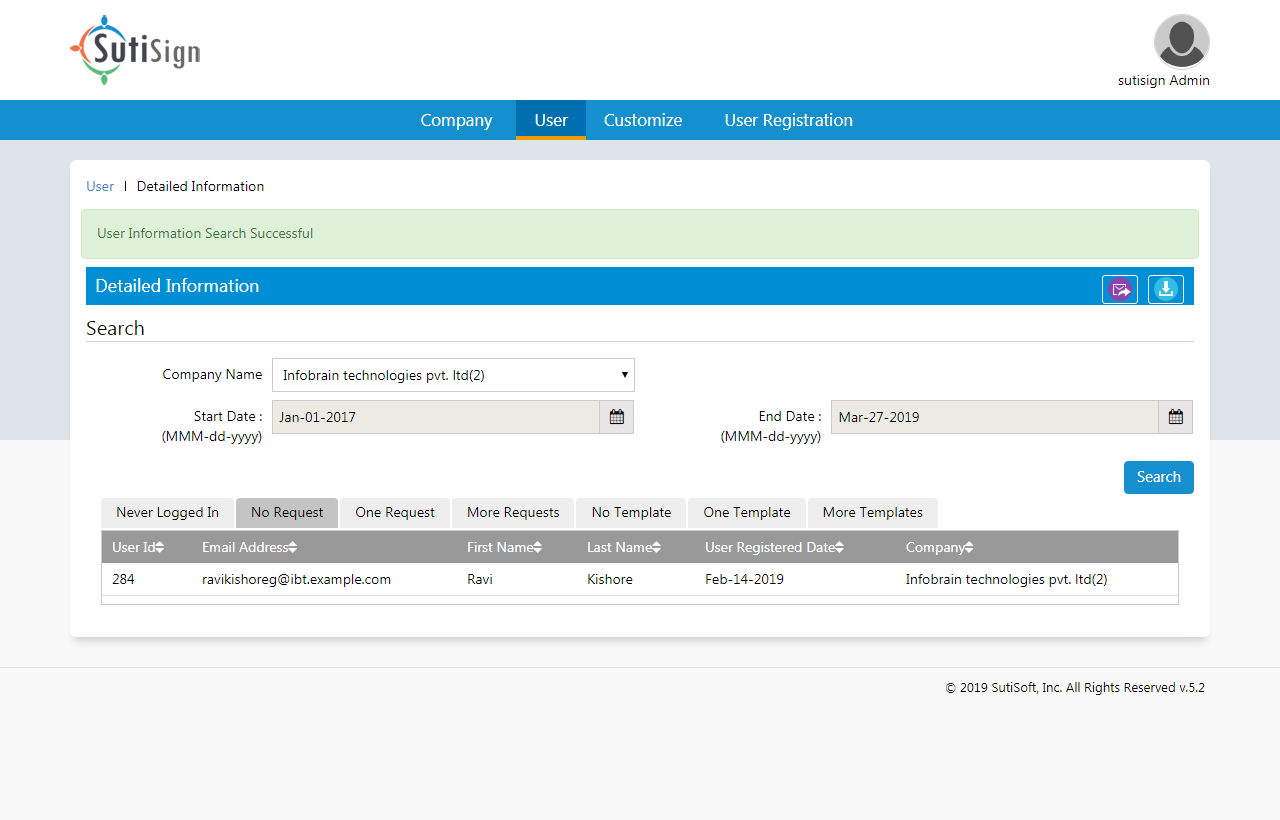 SutiSign
sutisign Admin
Company User Customize User Registration
User | Detailed Information
User Information Search Successful
Detailed Information
Search
Company Name Infobrain technologies pvt. ltd(2)
Start Date : Jan-01-2017 End Date : Mar-27-2019
(MMM-dd-yyyy) (MMM-dd-yyyy)
Search
Never Logged In No Request One Request More Requests No Template One Template More Templates
User Id Email Address First Name Last Name User Registered Date Company
284 ravikishoreg@ibt.example.com Ravi Kishore Feb-14-2019 Infobrain technologies pvt. ltd(2)
© 2019 SutiSoft, Inc. All Rights Reserved v.5.2